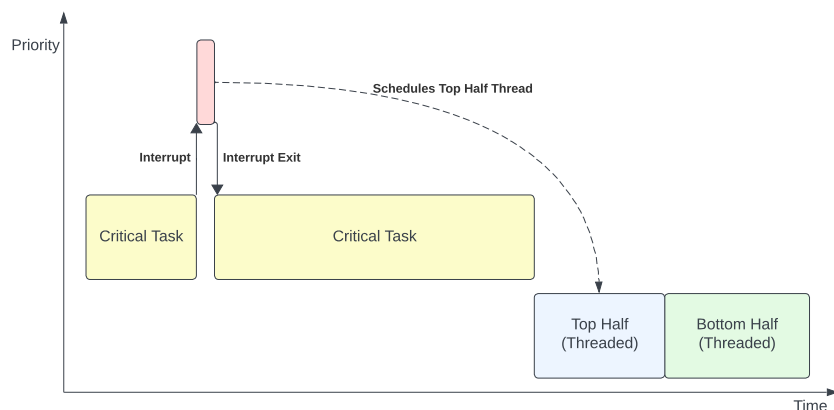 Priority
Schedules Top Half Thread
Interrupt
Interrupt Exit
Critical Task
Critical Task
Top Half
(Threaded)
Bottom Half
(Threaded)
Time